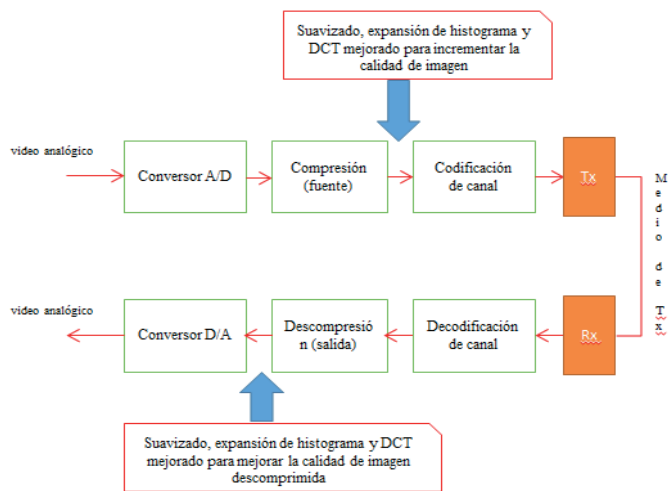 Suavizado, expansión de histograma y
DCT mejorado para incrementar la
calidad de imagen
video analógico
Conversor A/D
Compresión
(fuente)
Codificación
de canal
Tx
Medio de Tx
video analógico
Conversor D/A
Descompresió
n (salida)
Decodificación
de canal
Rx
Suavizado, expansión de histograma y DCT
mejorado para mejorar la calidad de imagen
descomprimida